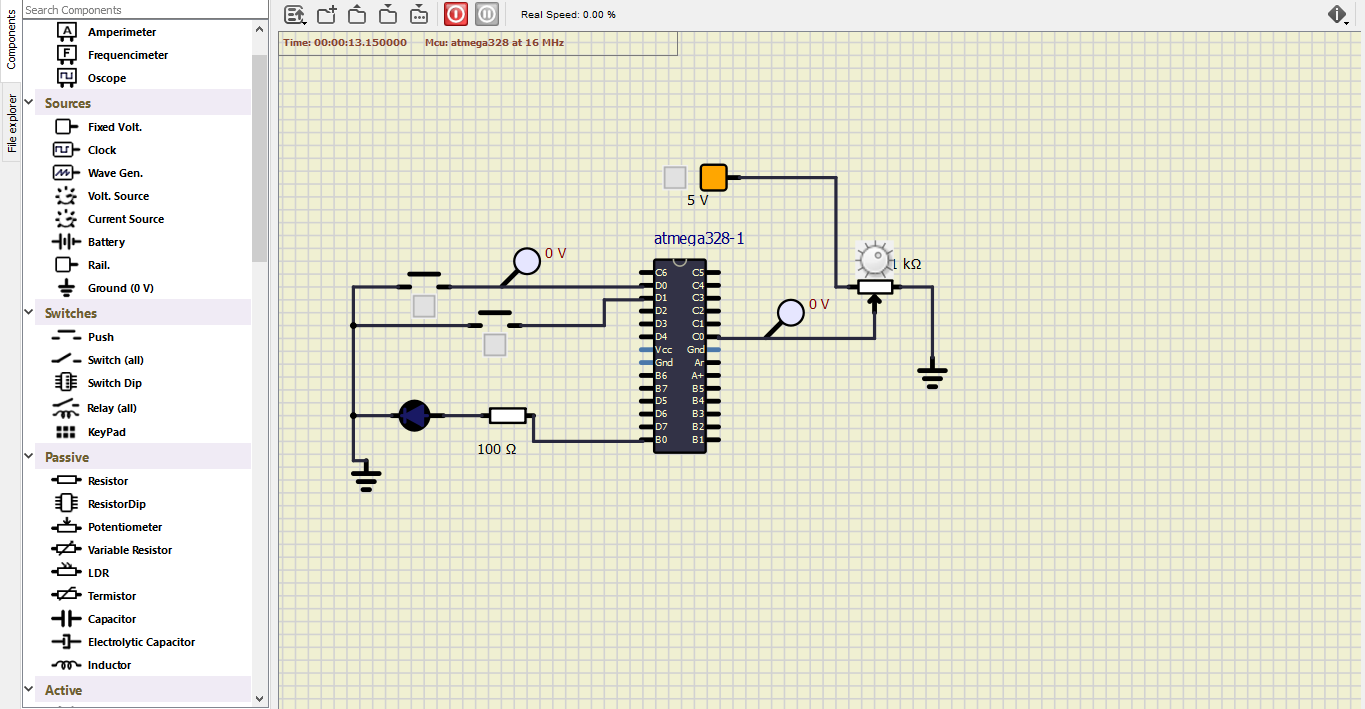 Components
File explorer
Search Components
A Amperimeter
F Frequencimeter
Oscope
Sources
Fixed Volt.
Clock
Wave Gen.
Volt. Source
Current Source
Battery
Rail.
Ground (0 V)
Switches
Push
Switch (all)
Switch Dip
Relay (all)
KeyPad
Passive
Resistor
ResistorDip
Potentiometer
Variable Resistor
LDR
Termistor
Capacitor
Electrolytic Capacitor
Inductor
Active
Real Speed: 0.00 %
Time: 00:00:13.150000 Mcu: atmega328 at 16 MHz
5 V
atmega328-1
0 V
1 kΩ
0 V
C6 C5
D0 C4
D1 C3
D2 C2
D3 C1
D4 C0
Vcc Gnd
Gnd Ar
B6 A+
B7 B5
D5 B4
D6 B3
D7 B2
B0 B1
100 Ω